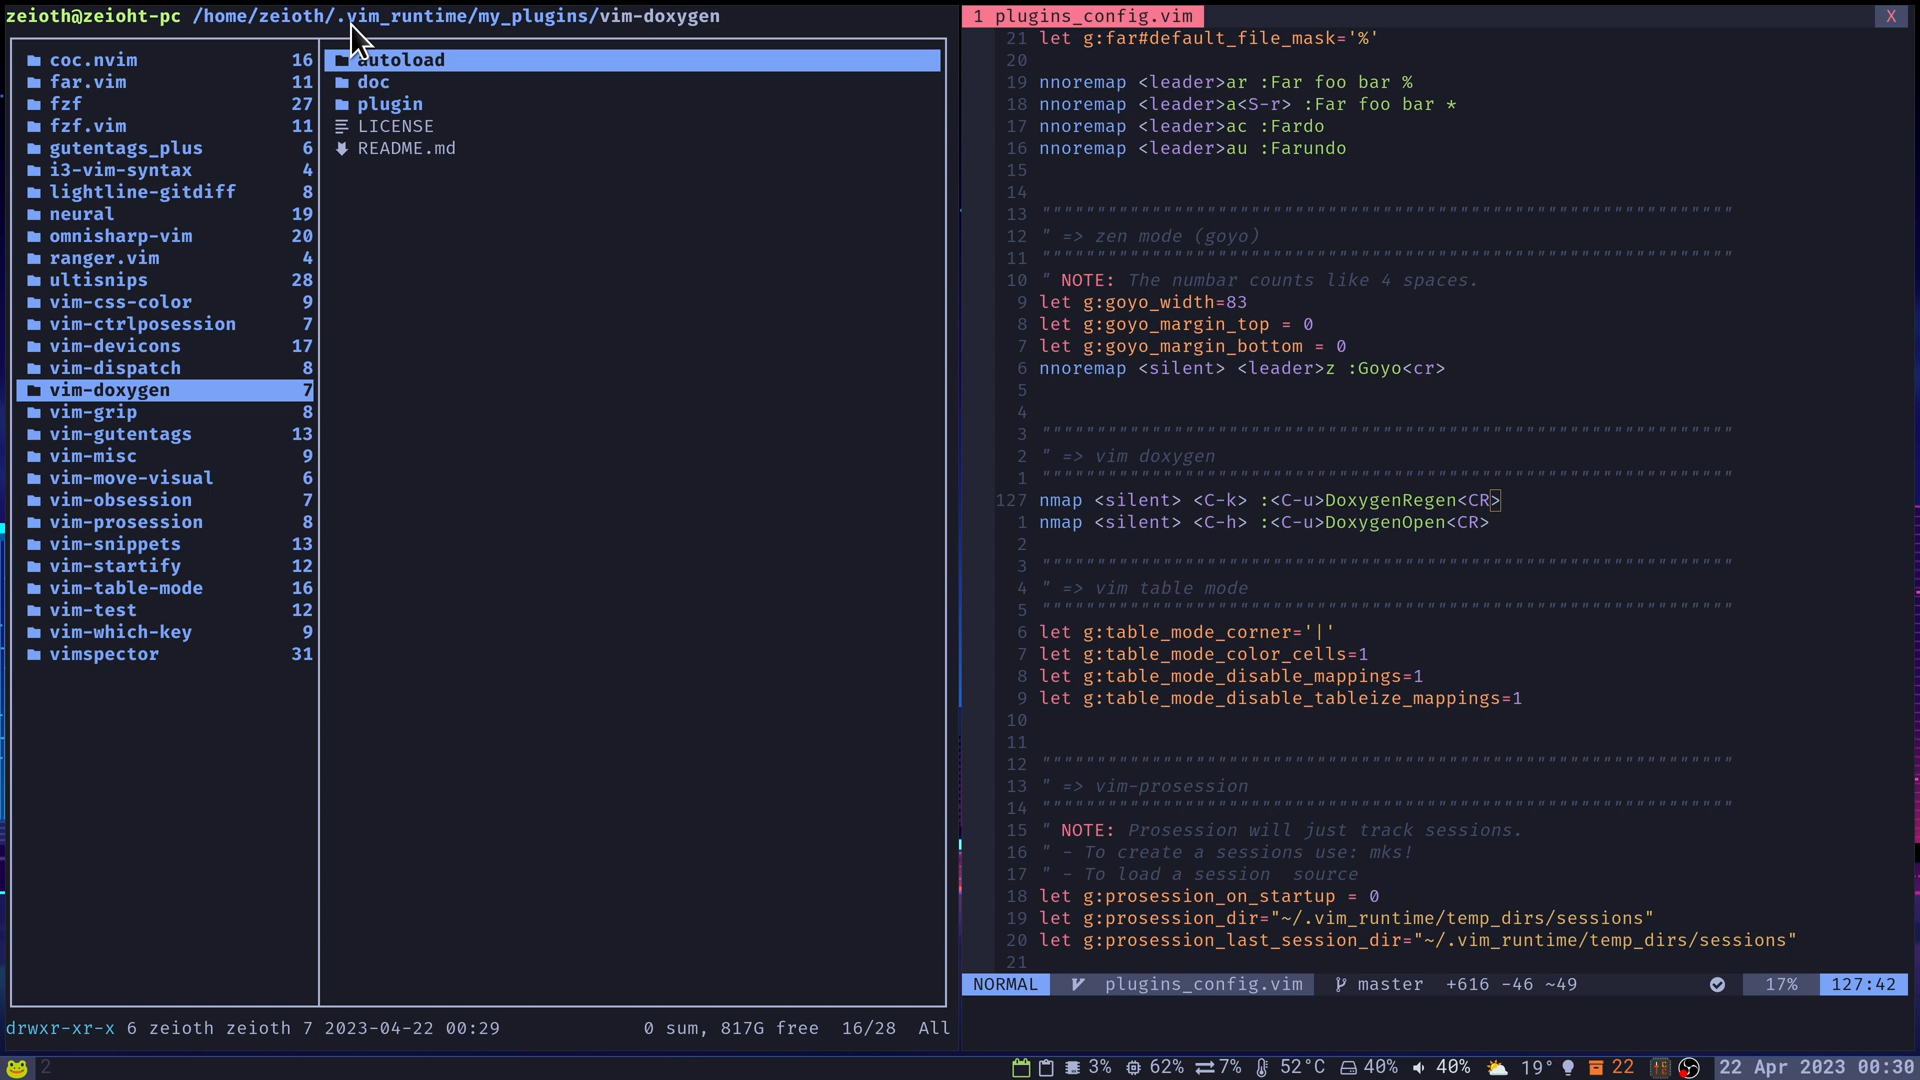 zeioth@zeioht-pc /home/zeioth/.vim_runtime/my_plugins/vim-doxygen
coc.nvim 16
far.vim 11
fzf 27
fzf.vim 11
gutentags_plus 6
i3-vim-syntax 4
lightline-gitdiff 8
neural 19
omnisharp-vim 20
ranger.vim 4
ultisnips 28
vim-css-color 9
vim-ctrlposession 7
vim-devicons 17
vim-dispatch 8
vim-doxygen 7
vim-grip 8
vim-gutentags 13
vim-misc 9
vim-move-visual 6
vim-obsession 7
vim-prosession 8
vim-snippets 13
vim-startify 12
vim-table-mode 16
vim-test 12
vim-which-key 9
vimspector 31
autoload
doc
plugin
LICENSE
README.md
drwxr-xr-x 6 zeioth zeioth 7 2023-04-22 00:29 0 sum, 817G free 16/28 All
1 plugins_config.vim X
21 let g:far#default_file_mask='%'
20
19 nnoremap <leader>ar :Far foo bar %
18 nnoremap <leader>a<S-r> :Far foo bar *
17 nnoremap <leader>ac :Fardo
16 nnoremap <leader>au :Farundo
15
14
13 """""""""""""""""""""""""""""""""""""""""""""""""""""""""""""""
12 " => zen mode (goyo)
11 """""""""""""""""""""""""""""""""""""""""""""""""""""""""""""""
10 " NOTE: The numbar counts like 4 spaces.
9 let g:goyo_width=83
8 let g:goyo_margin_top = 0
7 let g:goyo_margin_bottom = 0
6 nnoremap <silent> <leader>z :Goyo<cr>
5
4
3 """""""""""""""""""""""""""""""""""""""""""""""""""""""""""""""
2 " => vim doxygen
1 """""""""""""""""""""""""""""""""""""""""""""""""""""""""""""""
127 nmap <silent> <C-k> :<C-u>DoxygenRegen<CR>
1 nmap <silent> <C-h> :<C-u>DoxygenOpen<CR>
2
3 """""""""""""""""""""""""""""""""""""""""""""""""""""""""""""""
4 " => vim table mode
5 """""""""""""""""""""""""""""""""""""""""""""""""""""""""""""""
6 let g:table_mode_corner='|'
7 let g:table_mode_color_cells=1
8 let g:table_mode_disable_mappings=1
9 let g:table_mode_disable_tableize_mappings=1
10
11
12 """""""""""""""""""""""""""""""""""""""""""""""""""""""""""""""
13 " => vim-prosession
14 """""""""""""""""""""""""""""""""""""""""""""""""""""""""""""""
15 " NOTE: Prosession will just track sessions.
16 " - To create a sessions use: mks!
17 " - To load a session  source
18 let g:prosession_on_startup = 0
19 let g:prosession_dir="~/.vim_runtime/temp_dirs/sessions"
20 let g:prosession_last_session_dir="~/.vim_runtime/temp_dirs/sessions"
21
NORMAL plugins_config.vim master +616 -46 ~49 17% 127:42
2 3% 62% 7% 52°C 40% 40% 19° 22 22 Apr 2023 00:30